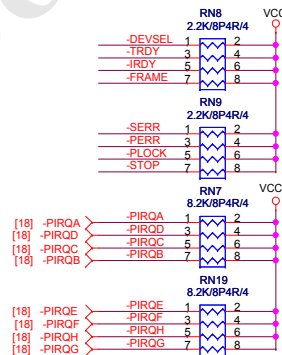 RN8 VCC
2.2K/8P4R/4
-DEVSEL 1 2
-TRDY 3 4
-IRDY 5 6
-FRAME 7 8
RN9
2.2K/8P4R/4
-SERR 1 2
-PERR 3 4
-PLOCK 5 6
-STOP 7 8
RN7 VCC
8.2K/8P4R/4
[18] -PIRQA -PIRQA 1 2
[18] -PIRQD -PIRQD 3 4
[18] -PIRQC -PIRQC 5 6
[18] -PIRQB -PIRQB 7 8
RN19
8.2K/8P4R/4
[18] -PIRQE -PIRQE 1 2
[18] -PIRQF -PIRQF 3 4
[18] -PIRQH -PIRQH 5 6
[18] -PIRQG -PIRQG 7 8